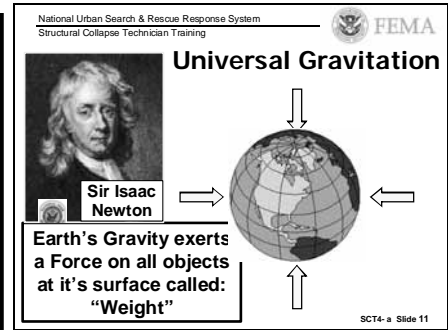 National Urban Search & Rescue Response System
Structural Collapse Technician Training
FEMA
Universal Gravitation
Sir Isaac
Newton
Earth's Gravity exerts
a Force on all objects
at it's surface called:
"Weight"
SCT4- a Slide 11